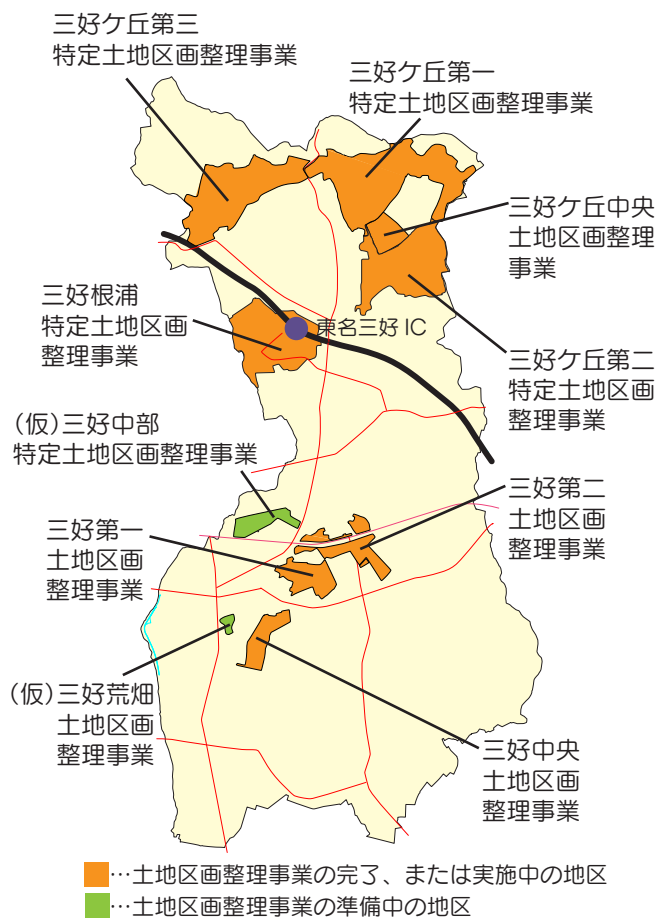 三好ケ丘第三
特定土地区画整理事業
三好ケ丘第一
特定土地区画整理事業
三好ケ丘中央
土地区画整理
事業
三好根浦
特定土地区画
整理事業
東名三好 IC
三好ケ丘第二
特定土地区画
整理事業
(仮)三好中部
特定土地区画整理事業
三好第二
土地区画
整理事業
三好第一
土地区画
整理事業
(仮)三好荒畑
土地区画
整理事業
三好中央
土地区画
整理事業
…土地区画整理事業の完了、または実施中の地区
…土地区画整理事業の準備中の地区